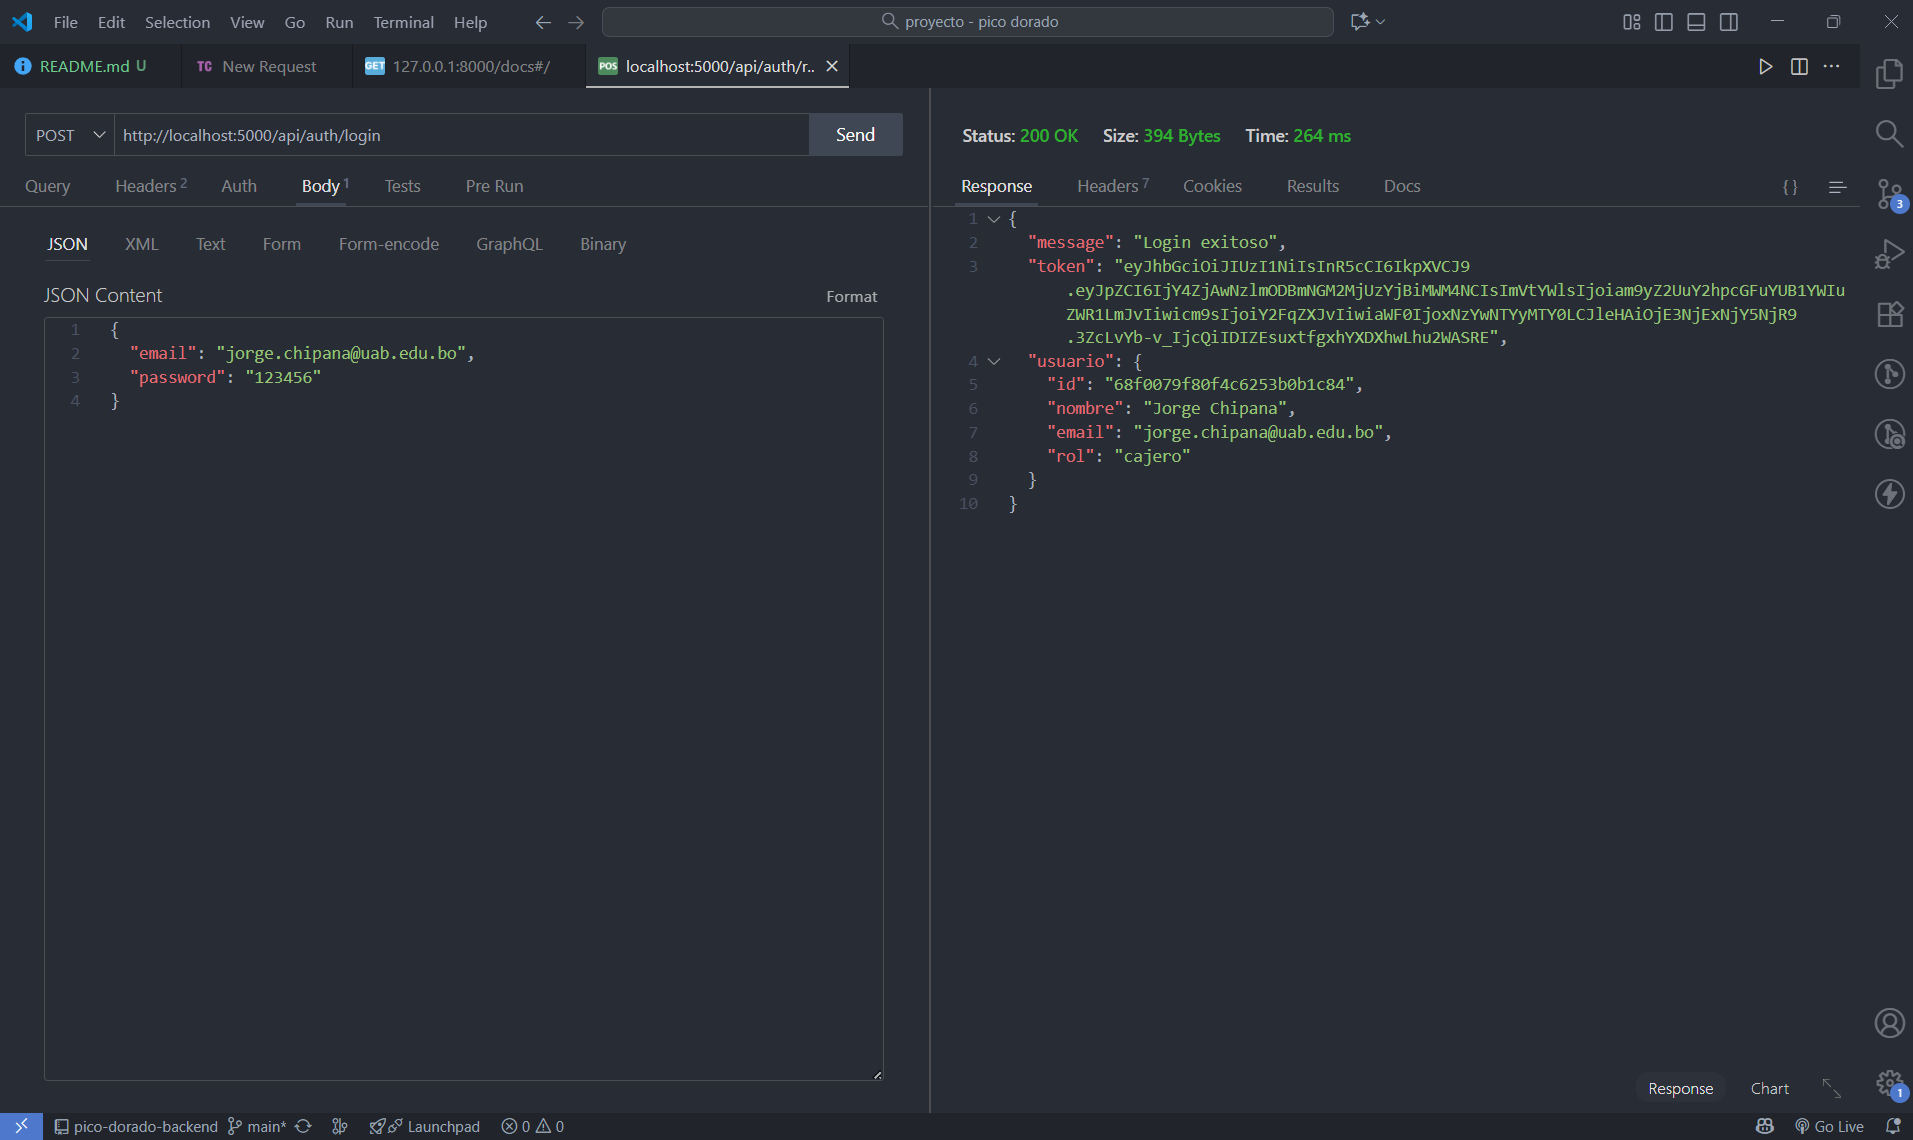 File Edit Selection View Go Run Terminal Help
proyecto - pico dorado
README.md U
TC New Request
GET 127.0.0.1:8000/docs#/
POS localhost:5000/api/auth/r..
POST http://localhost:5000/api/auth/login Send
Query Headers 2 Auth Body 1 Tests Pre Run
JSON XML Text Form Form-encode GraphQL Binary
JSON Content Format
1 {
2 "email": "jorge.chipana@uab.edu.bo",
3 "password": "123456"
4 }
Status: 200 OK Size: 394 Bytes Time: 264 ms
Response Headers 7 Cookies Results Docs {}
1 {
2 "message": "Login exitoso",
3 "token": "eyJhbGciOiJIUzI1NiIsInR5cCI6IkpXVCJ9
.eyJpZCI6IjY4ZjAwNzlmODBmNGM2MjUzYjBiMWM4NCIsImVtYWlsIjoiam9yZ2UuY2hpcGFuYUB1YWIu
ZWR1LmJvIiwicm9sIjoiY2FqZXJvIiwiaWF0IjoxNzYwNTYyMTY0LCJleHAiOjE3NjExNjY5NjR9
.3ZcLvYb-v_IjcQiIDIZEsuxtfgxhYXDXhwLhu2WASRE",
4 "usuario": {
5 "id": "68f0079f80f4c6253b0b1c84",
6 "nombre": "Jorge Chipana",
7 "email": "jorge.chipana@uab.edu.bo",
8 "rol": "cajero"
9 }
10 }
3
Response Chart
1
pico-dorado-backend main* Launchpad 0 0 Go Live